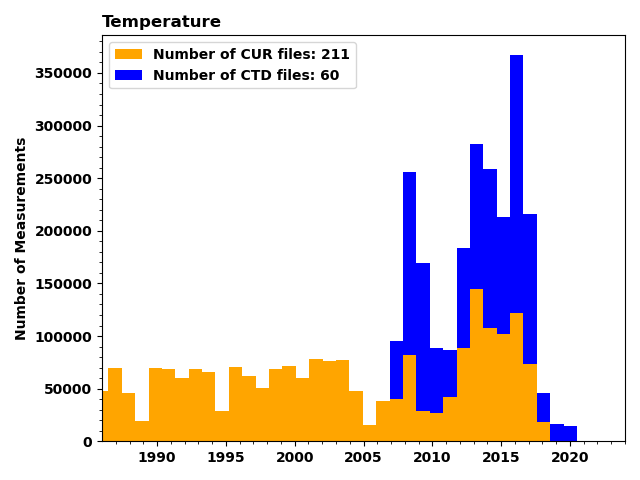 Temperature
Number of CUR files: 211
Number of CTD files: 60
Number of Measurements
350000
300000
250000
200000
150000
100000
50000
0
1990 1995 2000 2005 2010 2015 2020